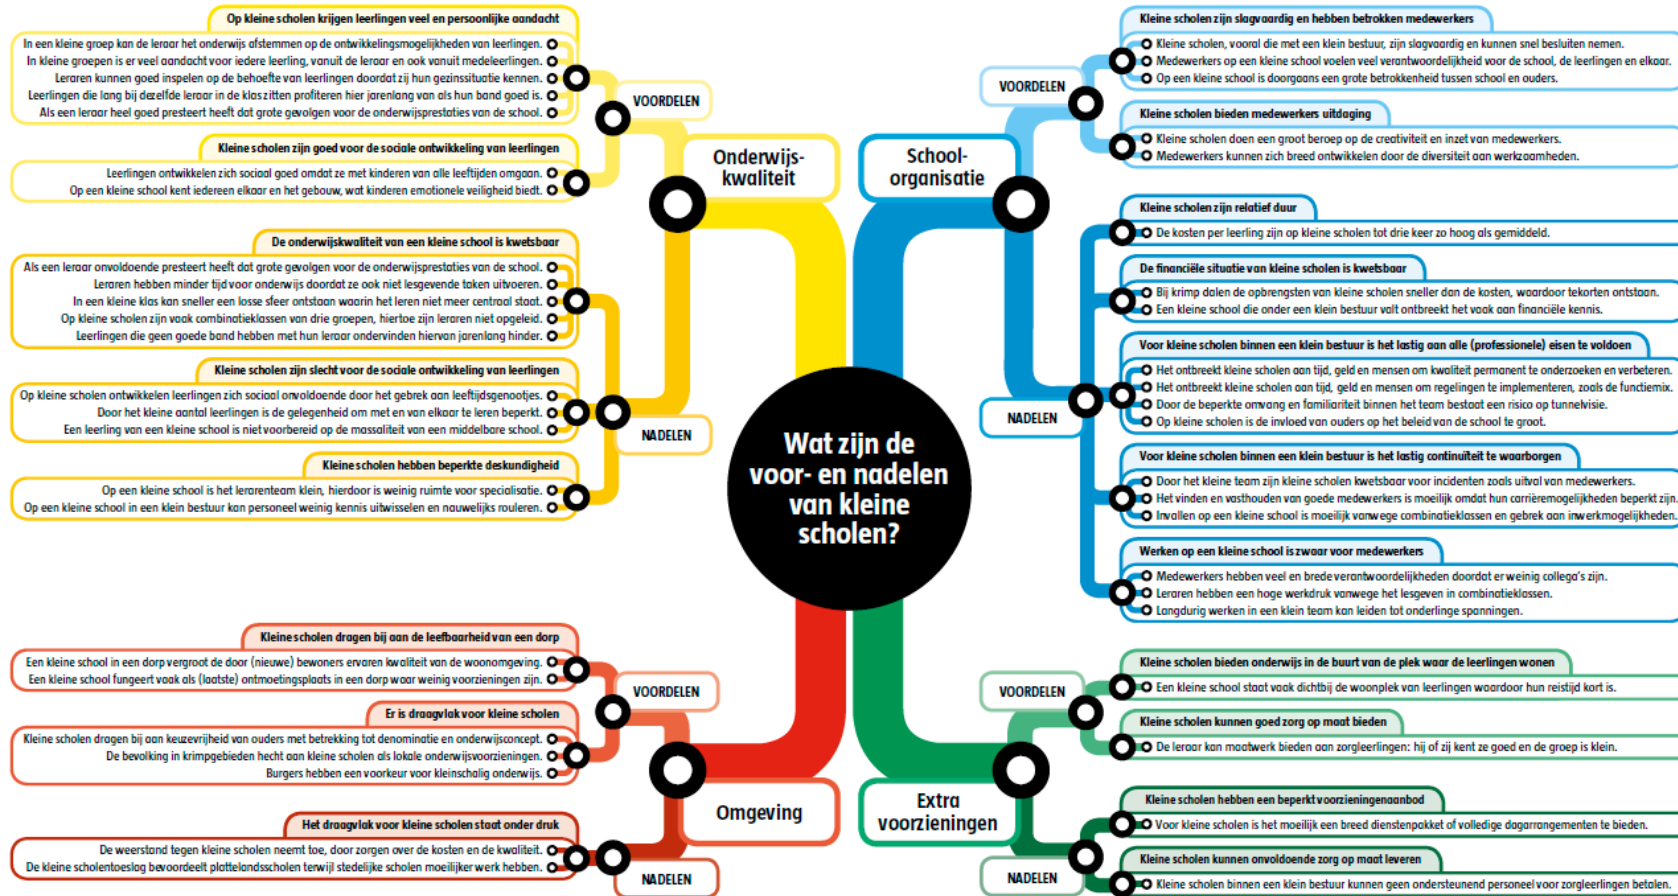 Op kleine scholen krijgen leerlingen veel en persoonlijke aandacht
In een kleine groep kan de leraar het onderwijs afstemmen op de ontwikkelingsmogelijkheden van leerlingen.
In kleine groepen is er veel aandacht voor iedere leerling, vanuit de leraar en ook vanuit medeleerlingen.
Leraren kunnen goed inspelen op de behoefte van leerlingen doordat zij hun gezinssituatie kennen.
Leerlingen die lang bij dezelfde leraar in de klas zitten profiteren hier jarenlang van als hun band goed is.
Als een leraar heel goed presteert heeft dat grote gevolgen voor de onderwijsprestaties van de school.
VOORDELEN
Kleine scholen zijn goed voor de sociale ontwikkeling van leerlingen
Leerlingen ontwikkelen zich sociaal goed omdat ze met kinderen van alle leeftijden omgaan.
Op een kleine school kent iedereen elkaar en het gebouw, wat kinderen emotionele veiligheid biedt.
Onderwijs-
kwaliteit
De onderwijskwaliteit van een kleine school is kwetsbaar
Als een leraar onvoldoende presteert heeft dat grote gevolgen voor de onderwijsprestaties van de school.
Leraren hebben minder tijd voor onderwijs doordat ze ook niet lesgevende taken uitvoeren.
In een kleine klas kan sneller een losse sfeer ontstaan waarin het leren niet meer centraal staat.
Op kleine scholen zijn vaak combinatieklassen van drie groepen, hiertoe zijn leraren niet opgeleid.
Leerlingen die geen goede band hebben met hun leraar ondervinden hiervan jarenlang hinder.
Kleine scholen zijn slecht voor de sociale ontwikkeling van leerlingen
Op kleine scholen ontwikkelen leerlingen zich sociaal onvoldoende door het gebrek aan leeftijdsgenootjes.
Door het kleine aantal leerlingen is de gelegenheid om met en van elkaar te leren beperkt.
Een leerling van een kleine school is niet voorbereid op de massaliteit van een middelbare school.
NADELEN
Kleine scholen hebben beperkte deskundigheid
Op een kleine school is het lerarenteam klein, hierdoor is weinig ruimte voor specialisatie.
Op een kleine school in een klein bestuur kan personeel weinig kennis uitwisselen en nauwelijks rouleren.
Kleine scholen zijn slagvaardig en hebben betrokken medewerkers
Kleine scholen, vooral die met een klein bestuur, zijn slagvaardig en kunnen snel besluiten nemen.
Medewerkers op een kleine school voelen veel verantwoordelijkheid voor de school, de leerlingen en elkaar.
Op een kleine school is doorgaans een grote betrokkenheid tussen school en ouders.
VOORDELEN
Kleine scholen bieden medewerkers uitdaging
Kleine scholen doen een groot beroep op de creativiteit en inzet van medewerkers.
Medewerkers kunnen zich breed ontwikkelen door de diversiteit aan werkzaamheden.
School-
organisatie
Kleine scholen zijn relatief duur
De kosten per leerling zijn op kleine scholen tot drie keer zo hoog als gemiddeld.
De financiële situatie van kleine scholen is kwetsbaar
Bij krimp dalen de opbrengsten van kleine scholen sneller dan de kosten, waardoor tekorten ontstaan.
Een kleine school die onder een klein bestuur valt ontbreekt het vaak aan financiële kennis.
Voor kleine scholen binnen een klein bestuur is het lastig aan alle (professionele) eisen te voldoen
Het ontbreekt kleine scholen aan tijd, geld en mensen om kwaliteit permanent te onderzoeken en verbeteren.
Het ontbreekt kleine scholen aan tijd, geld en mensen om regelingen te implementeren, zoals de functiemix.
Door de beperkte omvang en familiariteit binnen het team bestaat een risico op tunnelvisie.
Op kleine scholen is de invloed van ouders op het beleid van de school te groot.
NADELEN
Voor kleine scholen binnen een klein bestuur is het lastig continuïteit te waarborgen
Door het kleine team zijn kleine scholen kwetsbaar voor incidenten zoals uitval van medewerkers.
Het vinden en vasthouden van goede medewerkers is moeilijk omdat hun carrièremogelijkheden beperkt zijn.
Invallen op een kleine school is moeilijk vanwege combinatieklassen en gebrek aan inwerkmogelijkheden.
Werken op een kleine school is zwaar voor medewerkers
Medewerkers hebben veel en brede verantwoordelijkheden doordat er weinig collega's zijn.
Leraren hebben een hoge werkdruk vanwege het lesgeven in combinatieklassen.
Langdurig werken in een klein team kan leiden tot onderlinge spanningen.
Wat zijn de
voor- en nadelen
van kleine
scholen?
Kleine scholen dragen bij aan de leefbaarheid van een dorp
Een kleine school in een dorp vergroot de door (nieuwe) bewoners ervaren kwaliteit van de woonomgeving.
Een kleine school fungeert vaak als (laatste) ontmoetingsplaats in een dorp waar weinig voorzieningen zijn.
VOORDELEN
Er is draagvlak voor kleine scholen
Kleine scholen dragen bij aan keuzevrijheid van ouders met betrekking tot denominatie en onderwijsconcept.
De bevolking in krimpgebieden hecht aan kleine scholen als lokale onderwijsvoorzieningen.
Burgers hebben een voorkeur voor kleinschalig onderwijs.
Omgeving
Het draagvlak voor kleine scholen staat onder druk
De weerstand tegen kleine scholen neemt toe, door zorgen over de kosten en de kwaliteit.
De kleine scholentoeslag bevoordeelt plattelandsscholen terwijl stedelijke scholen moeilijker werk hebben.
NADELEN
Kleine scholen bieden onderwijs in de buurt van de plek waar de leerlingen wonen
Een kleine school staat vaak dichtbij de woonplek van leerlingen waardoor hun reistijd kort is.
VOORDELEN
Kleine scholen kunnen goed zorg op maat bieden
De leraar kan maatwerk bieden aan zorgleerlingen: hij of zij kent ze goed en de groep is klein.
Extra
voorzieningen
Kleine scholen hebben een beperkt voorzieningenaanbod
Voor kleine scholen is het moeilijk een breed dienstenpakket of volledige dagarrangementen te bieden.
Kleine scholen kunnen onvoldoende zorg op maat leveren
NADELEN
Kleine scholen binnen een klein bestuur kunnen geen ondersteunend personeel voor zorgleerlingen betalen.